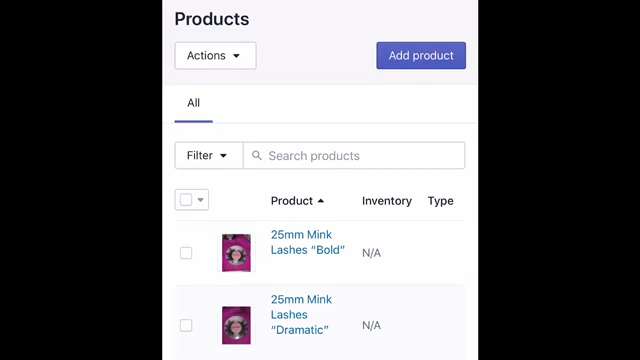 Products
Actions
Add product
All
Filter
Search products
Product
Inventory
Type
25mm Mink
Lashes “Bold”
N/A
25mm Mink
Lashes
“Dramatic”
N/A